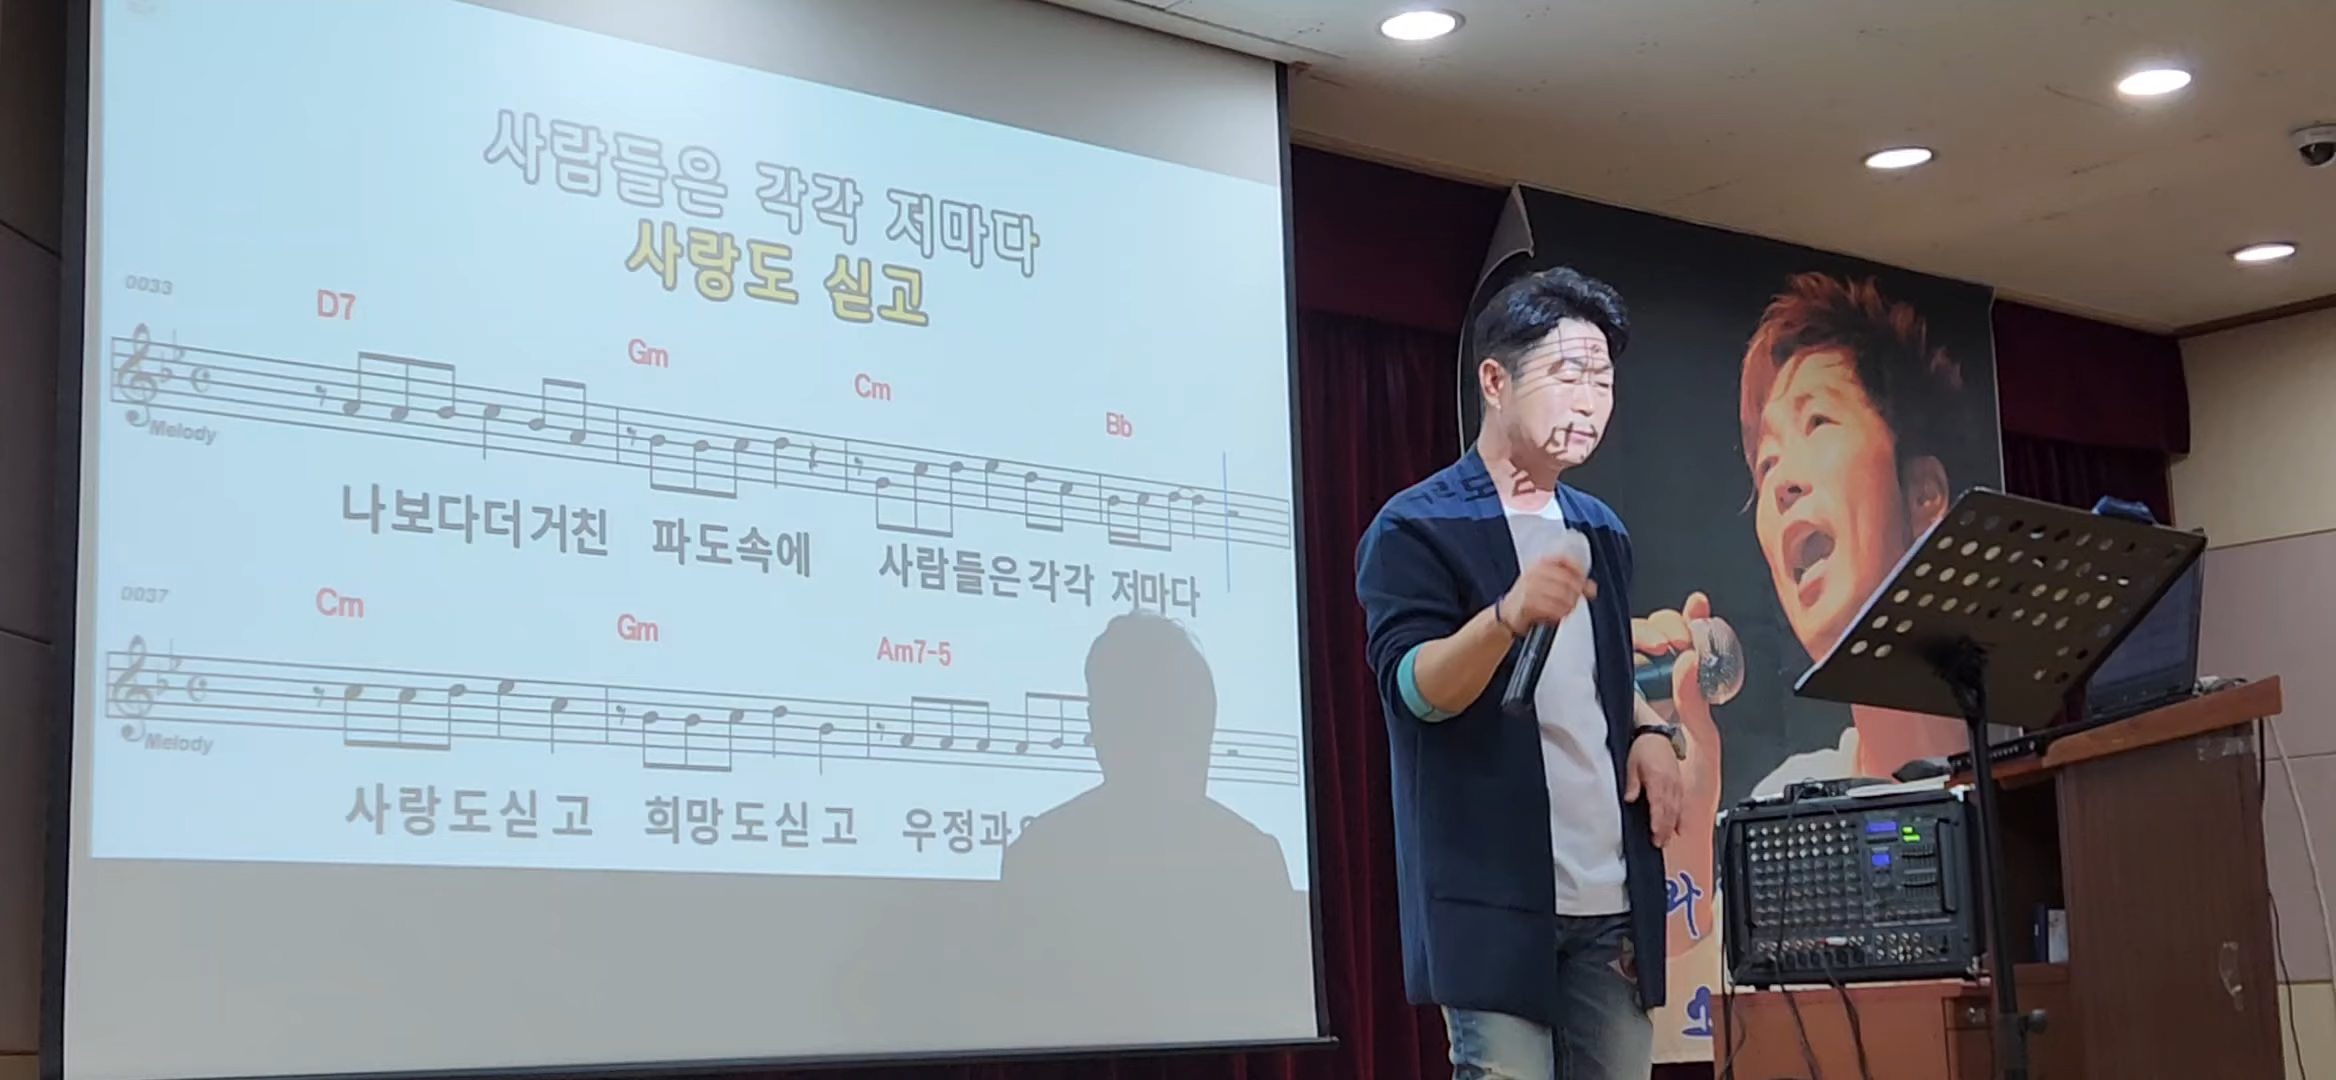 사람들은 각각 저마다
사랑도 싣고
0033
D7 Gm Cm Bb
Melody
나보다더거친 파도속에 사람들은각각 저마다
0037
Cm Gm Am7-5
Melody
사랑도싣고 희망도싣고 우정과